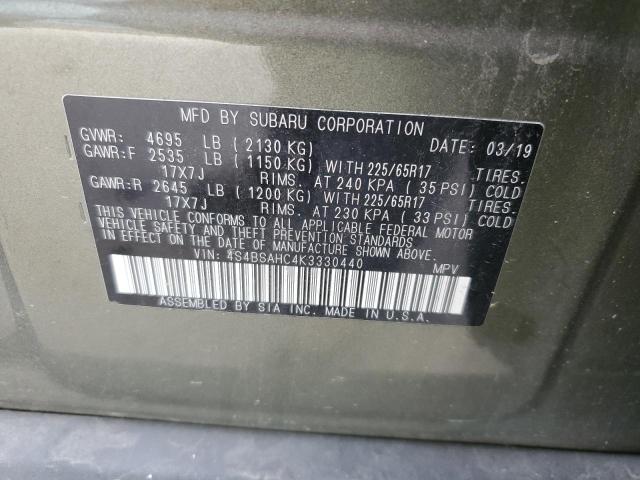 MFD BY SUBARU CORPORATION
GVWR: 4695 LB (2130 KG) DATE: 03/19
GAWR:F 2535 LB (1150 KG) WITH 225/65R17 TIRES.
17X7J RIMS. AT 240 KPA (35 PSI) COLD
GAWR:R 2645 LB (1200 KG) WITH 225/65R17 TIRES.
17X7J RIMS. AT 230 KPA (33 PSI) COLD
THIS VEHICLE CONFORMS TO ALL APPLICABLE FEDERAL MOTOR
VEHICLE SAFETY AND THEFT PREVENTION STANDARDS
IN EFFECT ON THE DATE OF MANUFACTURE SHOWN ABOVE.
VIN: 4S4BSAHC4K3330440 MPV
ASSEMBLED BY SIA INC. MADE IN U.S.A.